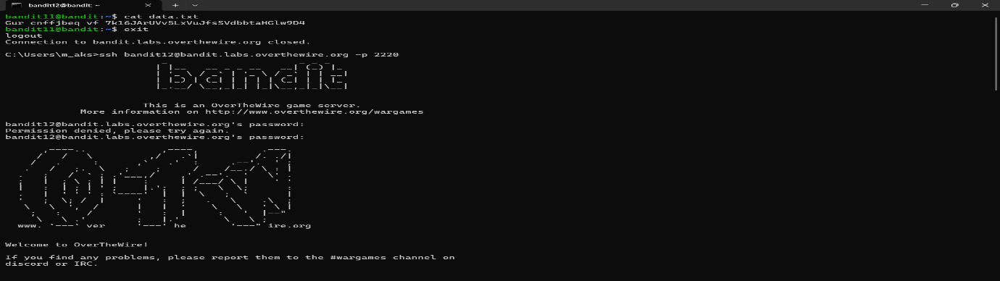 bandit12@bandit: ~
bandit11@bandit:~$ cat data.txt
Gur cnffjbeq vf 7k16JArUVv5LxVuJfsSVdbbtaHGlw9D4
bandit11@bandit:~$ exit
logout
Connection to bandit.labs.overthewire.org closed.
C:\Users\m_aks>ssh bandit12@bandit.labs.overthewire.org -p 2220
bandit
This is an OverTheWire game server.
More information on http://www.overthewire.org/wargames
bandit12@bandit.labs.overthewire.org's password:
Permission denied, please try again.
bandit12@bandit.labs.overthewire.org's password:
www. ver he ire.org
Welcome to OverTheWire!
If you find any problems, please report them to the #wargames channel on
discord or IRC.